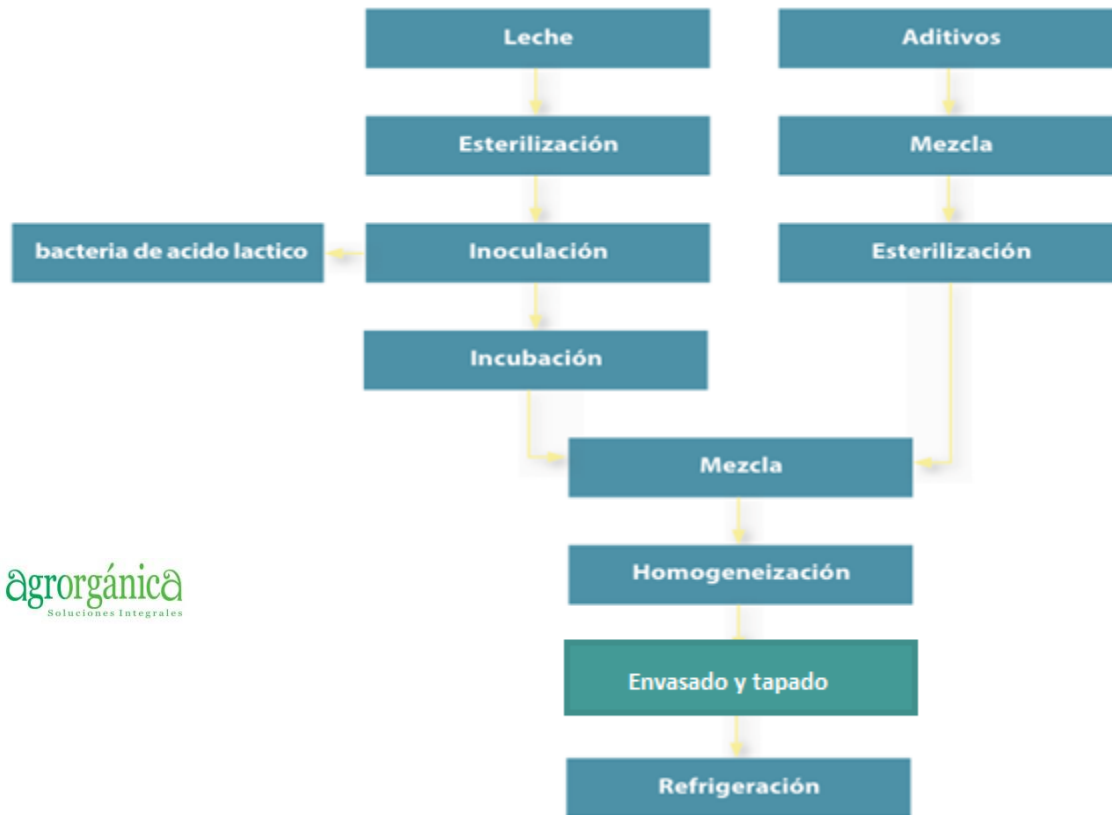 Leche
Aditivos
Esterilización
Mezcla
bacteria de acido lactico
Inoculación
Esterilización
Incubación
Mezcla
Homogeneización
agrorgánica
Soluciones Integrales
Envasado y tapado
Refrigeración